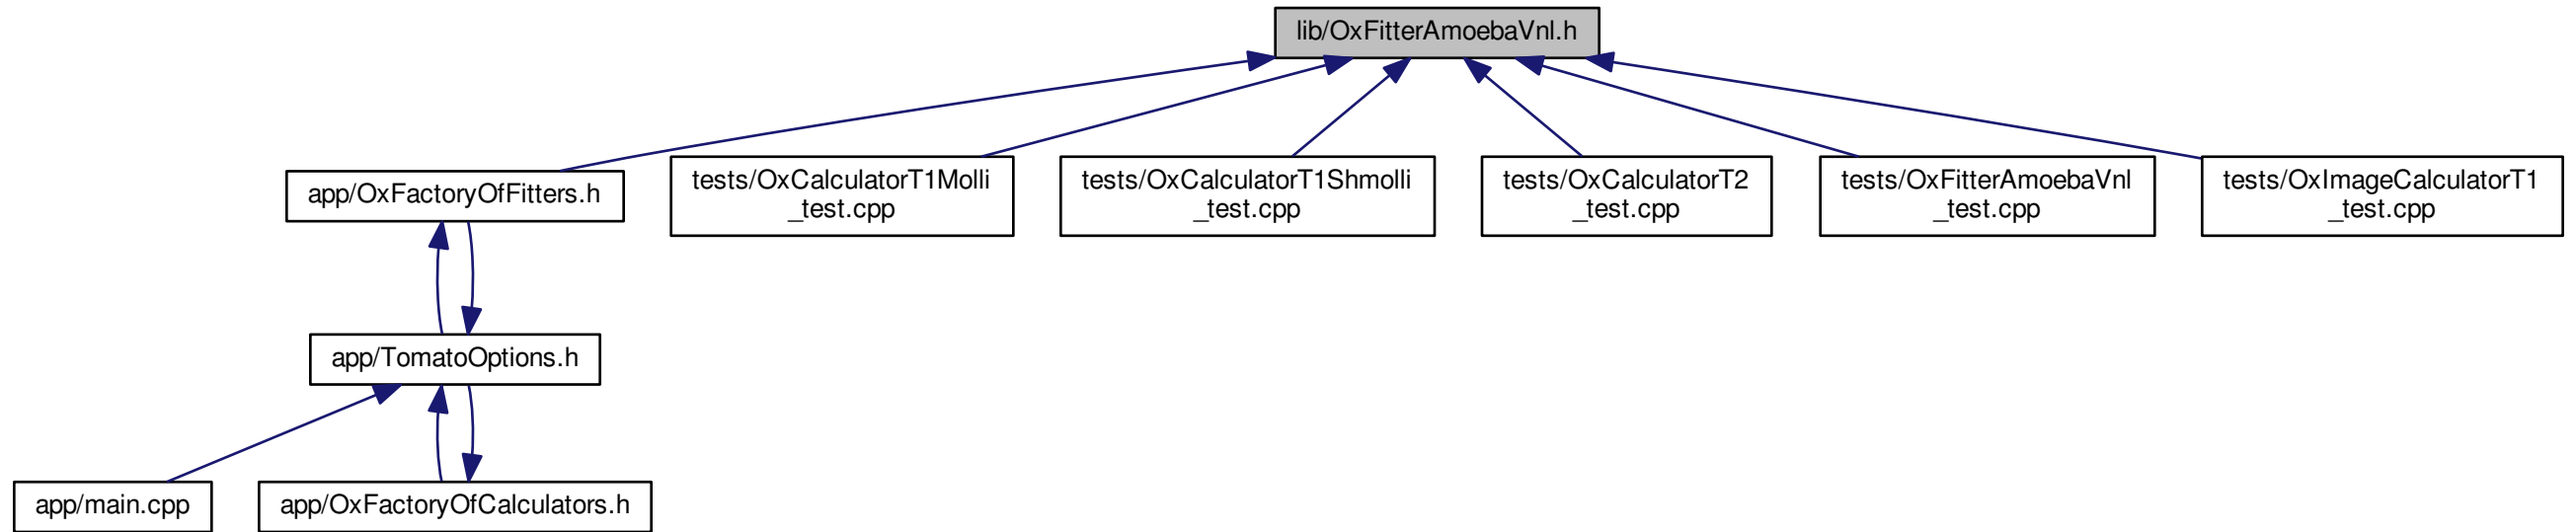 lib/OxFitterAmoebaVnl.h
app/OxFactoryOfFitters.h
tests/OxCalculatorT1Molli
_test.cpp
tests/OxCalculatorT1Shmolli
_test.cpp
tests/OxCalculatorT2
_test.cpp
tests/OxFitterAmoebaVnl
_test.cpp
tests/OxImageCalculatorT1
_test.cpp
app/TomatoOptions.h
app/main.cpp
app/OxFactoryOfCalculators.h